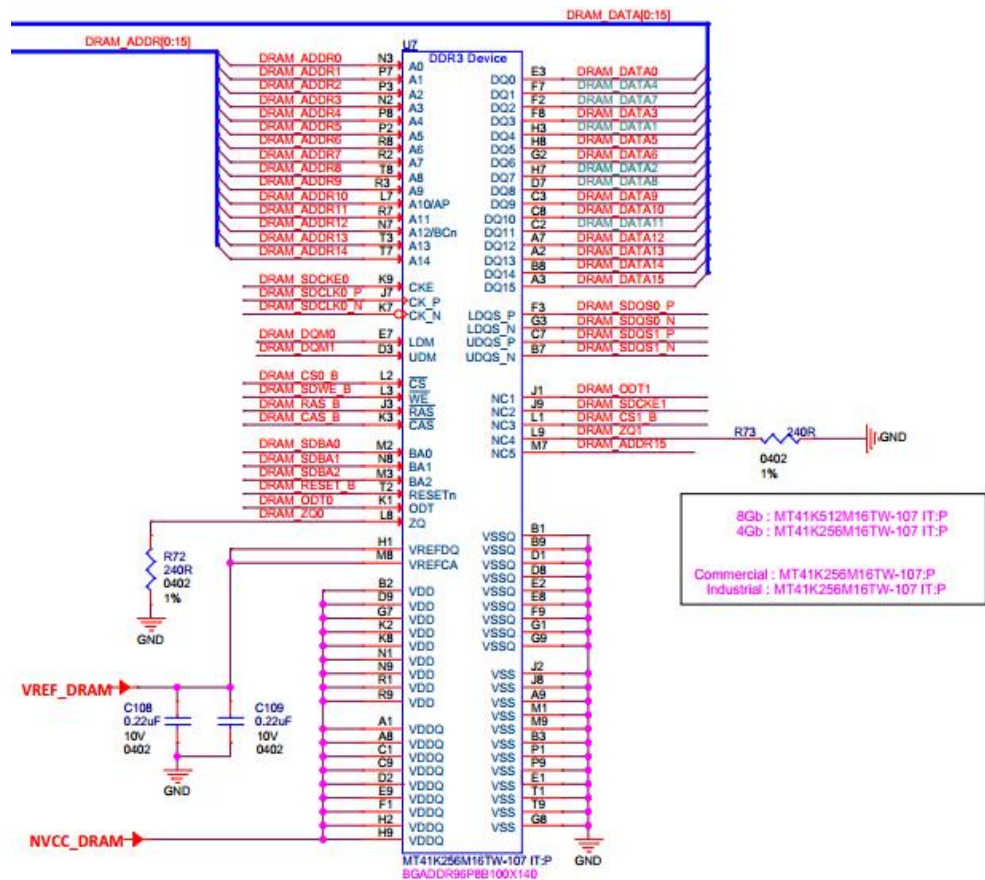 DRAM_DATA[0:15]
DRAM_ADDR[0:15]
U7
DDR3 Device
DRAM_ADDR0 N3 A0
DRAM_ADDR1 P7 A1
DRAM_ADDR2 P3 A2
DRAM_ADDR3 N2 A3
DRAM_ADDR4 P8 A4
DRAM_ADDR5 P2 A5
DRAM_ADDR6 R8 A6
DRAM_ADDR7 R2 A7
DRAM_ADDR8 T8 A8
DRAM_ADDR9 R3 A9
DRAM_ADDR10 L7 A10/AP
DRAM_ADDR11 R7 A11
DRAM_ADDR12 N7 A12/BCn
DRAM_ADDR13 T3 A13
DRAM_ADDR14 T7 A14
DRAM_SDCKE0 K9 CKE
DRAM_SDCLK0_P J7 CK_P
DRAM_SDCLK0_N K7 CK_N
DRAM_DQM0 E7 LDM
DRAM_DQM1 D3 UDM
DRAM_CS0_B L2 CS
DRAM_SDWE_B L3 WE
DRAM_RAS_B J3 RAS
DRAM_CAS_B K3 CAS
DRAM_SDBA0 M2 BA0
DRAM_SDBA1 N8 BA1
DRAM_SDBA2 M3 BA2
DRAM_RESET_B T2 RESETn
DRAM_ODT0 K1 ODT
DRAM_ZQ0 L8 ZQ
H1 VREFDQ
M8 VREFCA
R72
240R
0402
1%
GND
B2 VDD
D9 VDD
G7 VDD
K2 VDD
K8 VDD
N1 VDD
N9 VDD
R1 VDD
R9 VDD
A1 VDDQ
A8 VDDQ
C1 VDDQ
C9 VDDQ
D2 VDDQ
E9 VDDQ
F1 VDDQ
H2 VDDQ
H9 VDDQ
VREF_DRAM
C108
0.22uF
10V
0402
C109
0.22uF
10V
0402
GND
NVCC_DRAM
DQ0 E3 DRAM_DATA0
DQ1 F7 DRAM_DATA4
DQ2 F2 DRAM_DATA7
DQ3 F8 DRAM_DATA3
DQ4 H3 DRAM_DATA1
DQ5 H8 DRAM_DATA5
DQ6 G2 DRAM_DATA6
DQ7 H7 DRAM_DATA2
DQ8 D7 DRAM_DATA8
DQ9 C3 DRAM_DATA9
DQ10 C8 DRAM_DATA10
DQ11 C2 DRAM_DATA11
DQ12 A7 DRAM_DATA12
DQ13 A2 DRAM_DATA13
DQ14 B8 DRAM_DATA14
DQ15 A3 DRAM_DATA15
LDQS_P F3 DRAM_SDQS0_P
LDQS_N G3 DRAM_SDQS0_N
UDQS_P C7 DRAM_SDQS1_P
UDQS_N B7 DRAM_SDQS1_N
NC1 J1 DRAM_ODT1
NC2 J9 DRAM_SDCKE1
NC3 L1 DRAM_CS1_B
NC4 L9 DRAM_ZQ1
NC5 M7 DRAM_ADDR15
R73 240R
0402
1%
GND
VSSQ B1
VSSQ B9
VSSQ D1
VSSQ D8
VSSQ E2
VSSQ E8
VSSQ F9
VSSQ G1
VSSQ G9
VSS J2
VSS J8
VSS A9
VSS M1
VSS M9
VSS B3
VSS P1
VSS P9
VSS E1
VSS T1
VSS T9
VSS G8
GND
8Gb : MT41K512M16TW-107 IT:P
4Gb : MT41K256M16TW-107 IT:P
Commercial : MT41K256M16TW-107:P
Industrial : MT41K256M16TW-107 IT:P
MT41K256M16TW-107 IT:P
BGADDR96P8B100X140